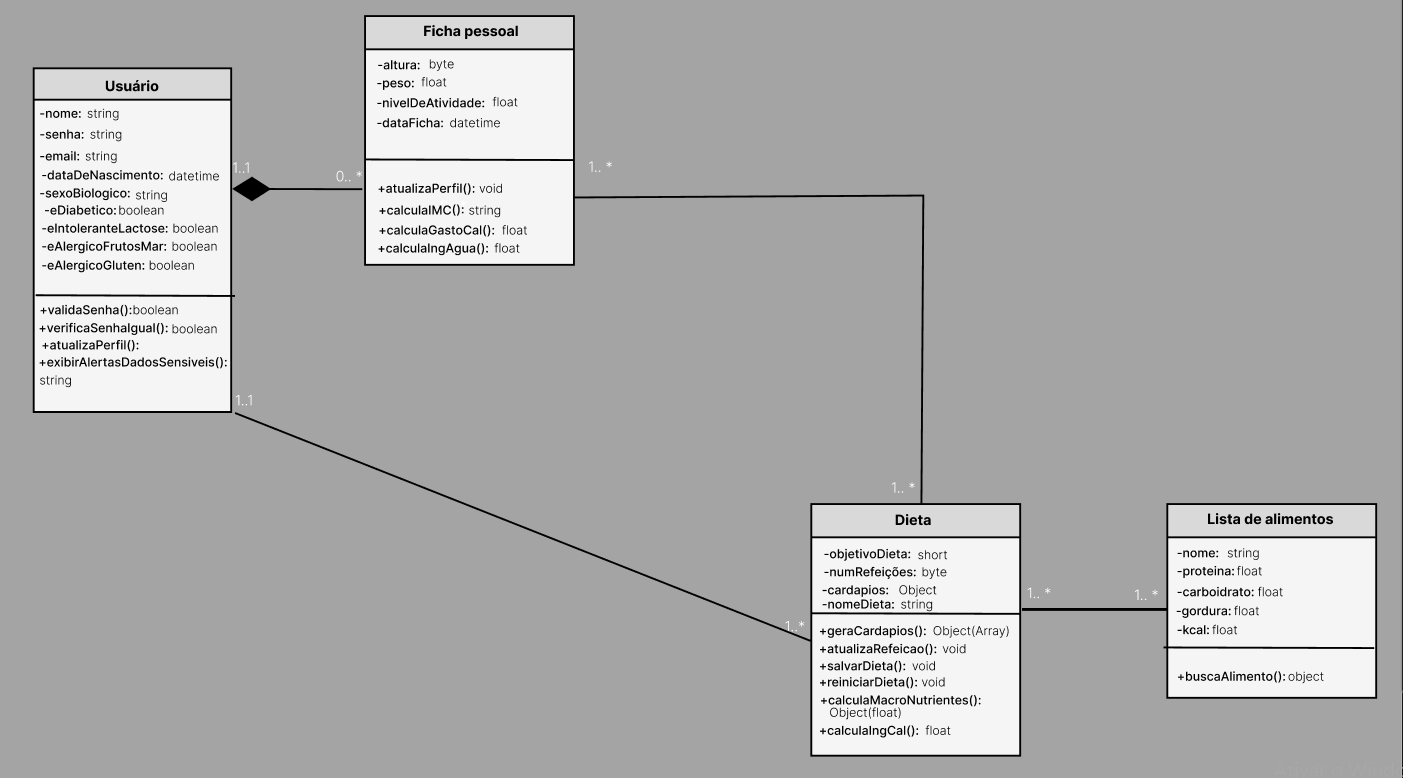 Usuário
-nome: string
-senha: string
-email: string
-dataDeNascimento: datetime
-sexoBiologico: string
-eDiabetico: boolean
-eIntoleranteLactose: boolean
-eAlergicoFrutosMar: boolean
-eAlergicoGluten: boolean
+validaSenha():boolean
+verificaSenhaIgual(): boolean
+atualizaPerfil():
+exibirAlertasDadosSensiveis():
string
1..1
0.. *
Ficha pessoal
-altura: byte
-peso: float
-nivelDeAtividade: float
-dataFicha: datetime
+atualizaPerfil(): void
+calculaIMC(): string
+calculaGastoCal(): float
+calculaIngAgua(): float
1.. *
1..1
1..*
1.. *
Dieta
-objetivoDieta: short
-numRefeições: byte
-cardapios: Object
-nomeDieta: string
+geraCardapios(): Object(Array)
+atualizaRefeicao(): void
+salvarDieta(): void
+reiniciarDieta(): void
+calculaMacroNutrientes():
Object(float)
+calculaIngCal(): float
1.. *
1.. *
Lista de alimentos
-nome: string
-proteina: float
-carboidrato: float
-gordura: float
-kcal: float
+buscaAlimento(): object